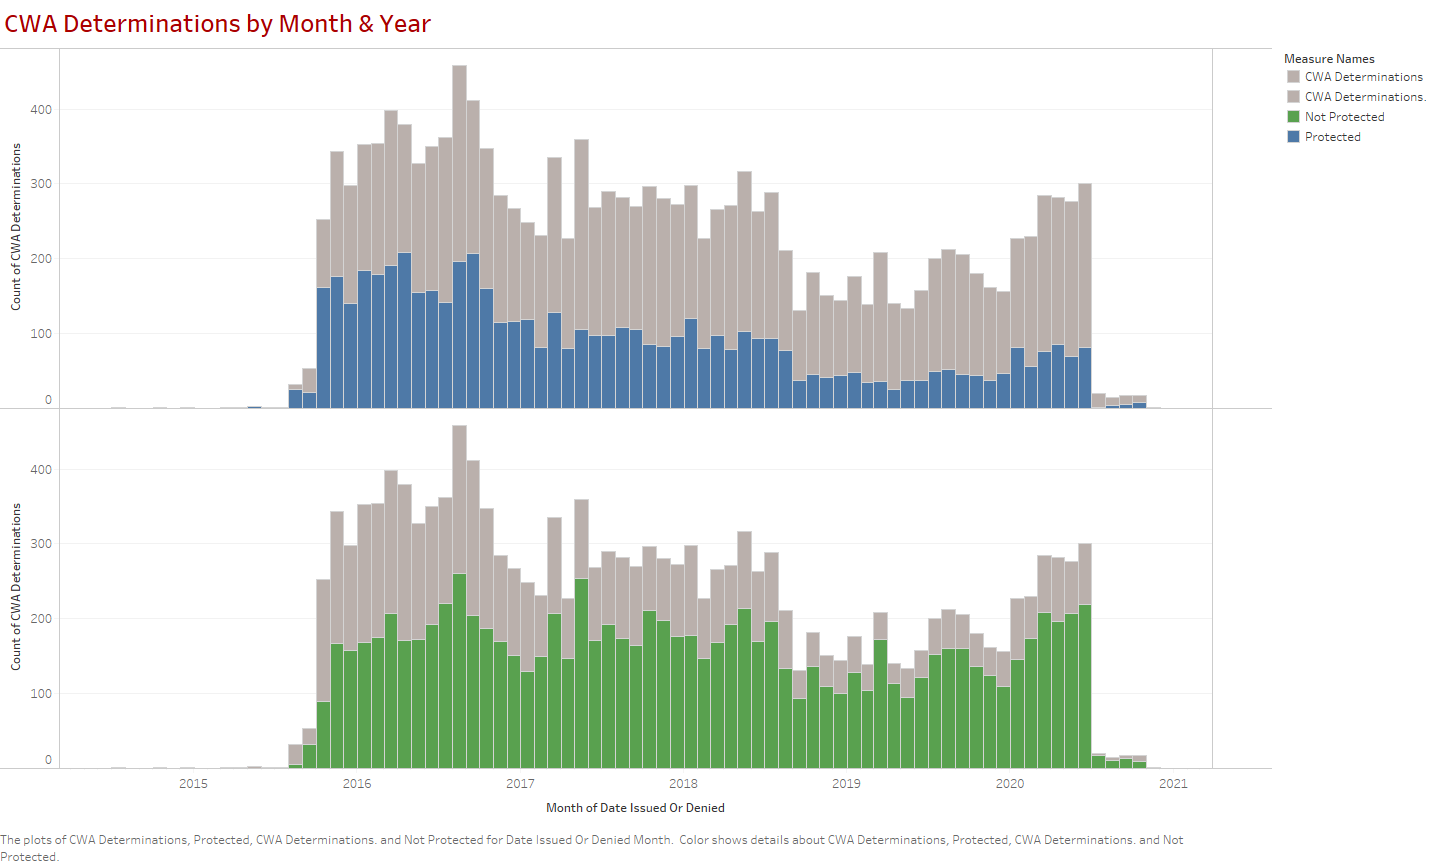 CWA Determinations by Month & Year
Measure Names
CWA Determinations
CWA Determinations.
Not Protected
Protected
Count of CWA Determinations
400
300
200
100
0
Count of CWA Determinations
400
300
200
100
0
2015 2016 2017 2018 2019 2020 2021
Month of Date Issued Or Denied
The plots of CWA Determinations, Protected, CWA Determinations. and Not Protected for Date Issued Or Denied Month. Color shows details about CWA Determinations, Protected, CWA Determinations. and Not
Protected.